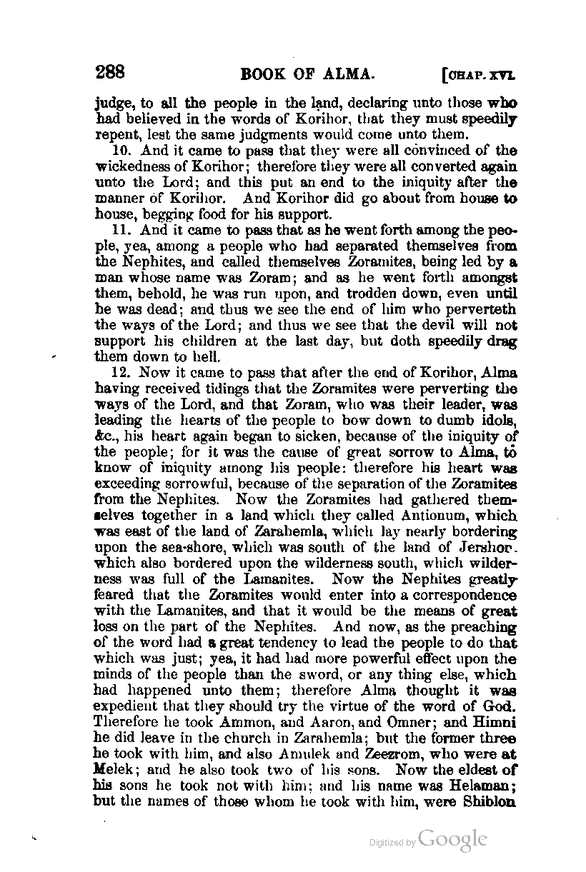 288 BOOK OF ALMA. [CHAP. XVI.
judge, to all the people in the land, declaring unto those who
had believed in the words of Korihor, that they must speedily
repent, lest the same judgments would come unto them.
10. And it came to pass that they were all convinced of the
wickedness of Korihor; therefore they were all converted again
unto the Lord; and this put an end to the iniquity after the
manner of Korihor. And Korihor did go about from house to
house, begging food for his support.
11. And it came to pass that as he went forth among the peo-
ple, yea, among a people who had separated themselves from
the Nephites, and called themselves Zoramites, being led by a
man whose name was Zoram; and as he went forth amongst
them, behold, he was run upon, and trodden down, even until
he was dead; and thus we see the end of him who perverteth
the ways of the Lord; and thus we see that the devil will not
support his children at the last day, but doth speedily drag
them down to hell.
12. Now it came to pass that after the end of Korihor, Alma
having received tidings that the Zoramites were perverting the
ways of the Lord, and that Zoram, who was their leader, was
leading the hearts of the people to bow down to dumb idols,
&c., his heart again began to sicken, because of the iniquity of
the people; for it was the cause of great sorrow to Alma, to
know of iniquity among his people: therefore his heart was
exceeding sorrowful, because of the separation of the Zoramites
from the Nephites. Now the Zoramites had gathered them-
selves together in a land which they called Antionum, which
was east of the land of Zarahemla, which lay nearly bordering
upon the sea-shore, which was south of the land of Jershon.
which also bordered upon the wilderness south, which wilder-
ness was full of the Lamanites. Now the Nephites greatly
feared that the Zoramites would enter into a correspondence
with the Lamanites, and that it would be the means of great
loss on the part of the Nephites. And now, as the preaching
of the word had a great tendency to lead the people to do that
which was just; yea, it had had more powerful effect upon the
minds of the people than the sword, or any thing else, which
had happened unto them; therefore Alma thought it was
expedient that they should try the virtue of the word of God.
Therefore he took Ammon, and Aaron, and Omner; and Himni
he did leave in the church in Zarahemla; but the former three
he took with him, and also Amulek and Zeezrom, who were at
Melek; and he also took two of his sons. Now the eldest of
his sons he took not with him; and his name was Helaman;
but the names of those whom he took with him, were Shiblon
Digitized by Google